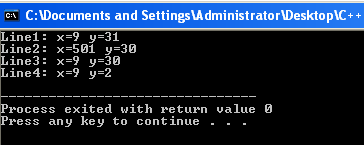 C:\Documents and Settings\Administrator\Desktop\C++
Line1: x=9 y=31
Line2: x=501 y=30
Line3: x=9 y=30
Line4: x=9 y=2
--------------------------------
Process exited with return value 0
Press any key to continue . . .